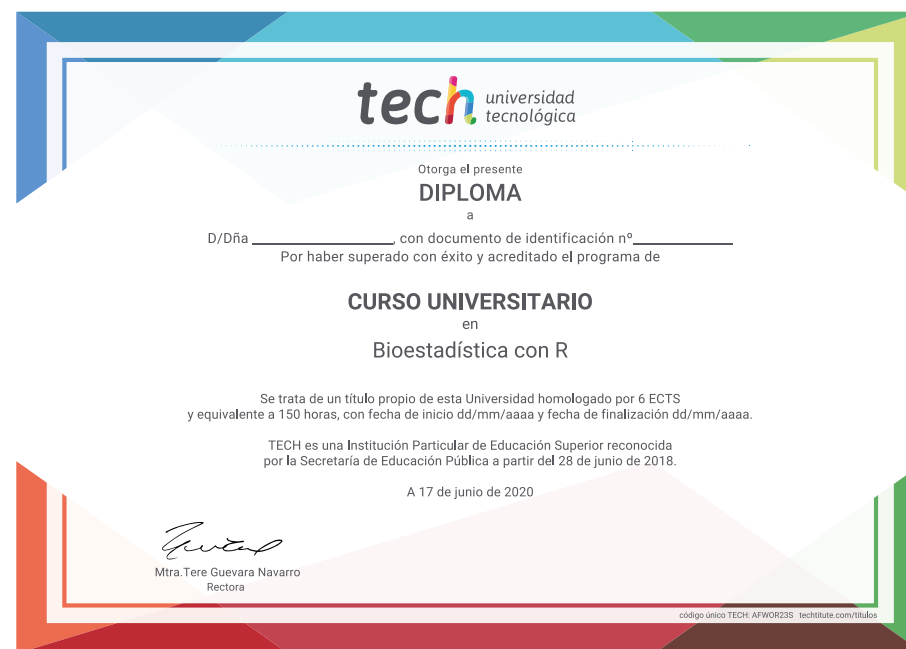 tech universidad
tecnológica
Otorga el presente
DIPLOMA
a
D/Dña ____________________, con documento de identificación nº______________
Por haber superado con éxito y acreditado el programa de
CURSO UNIVERSITARIO
en
Bioestadística con R
Se trata de un título propio de esta Universidad homologado por 6 ECTS
y equivalente a 150 horas, con fecha de inicio dd/mm/aaaa y fecha de finalización dd/mm/aaaa.
TECH es una Institución Particular de Educación Superior reconocida
por la Secretaría de Educación Pública a partir del 28 de junio de 2018.
A 17 de junio de 2020
Mtra.Tere Guevara Navarro
Rectora
código único TECH: AFWOR23S techtitute.com/titulos